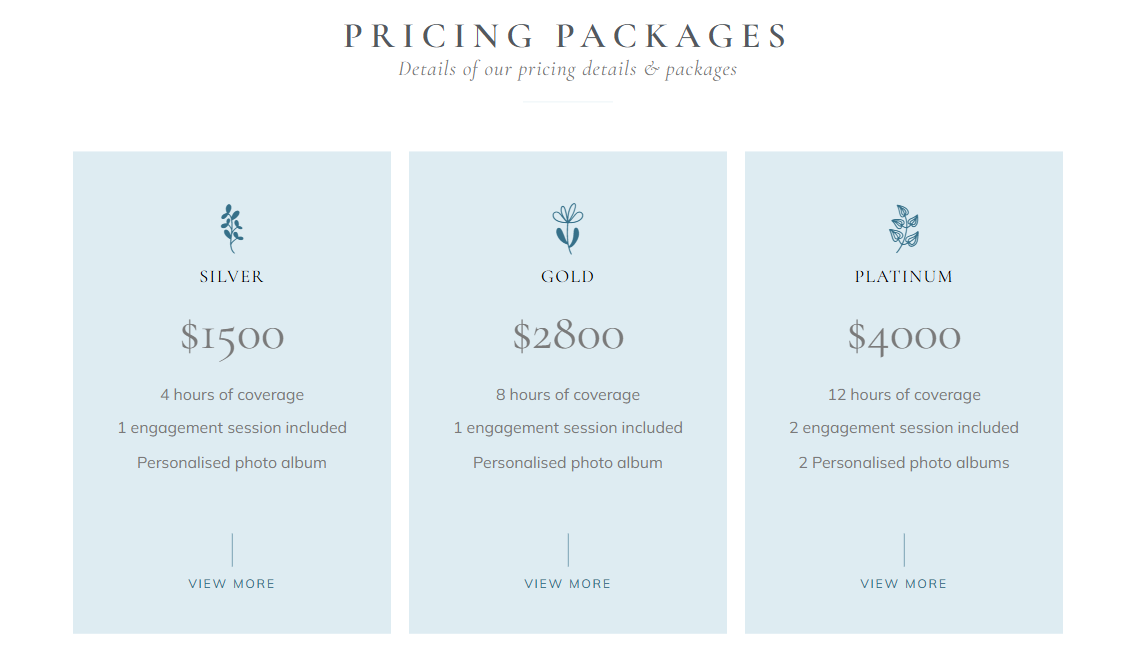 PRICING PACKAGES
Details of our pricing details & packages
SILVER
$1500
4 hours of coverage
1 engagement session included
Personalised photo album
VIEW MORE
GOLD
$2800
8 hours of coverage
1 engagement session included
Personalised photo album
VIEW MORE
PLATINUM
$4000
12 hours of coverage
2 engagement session included
2 Personalised photo albums
VIEW MORE